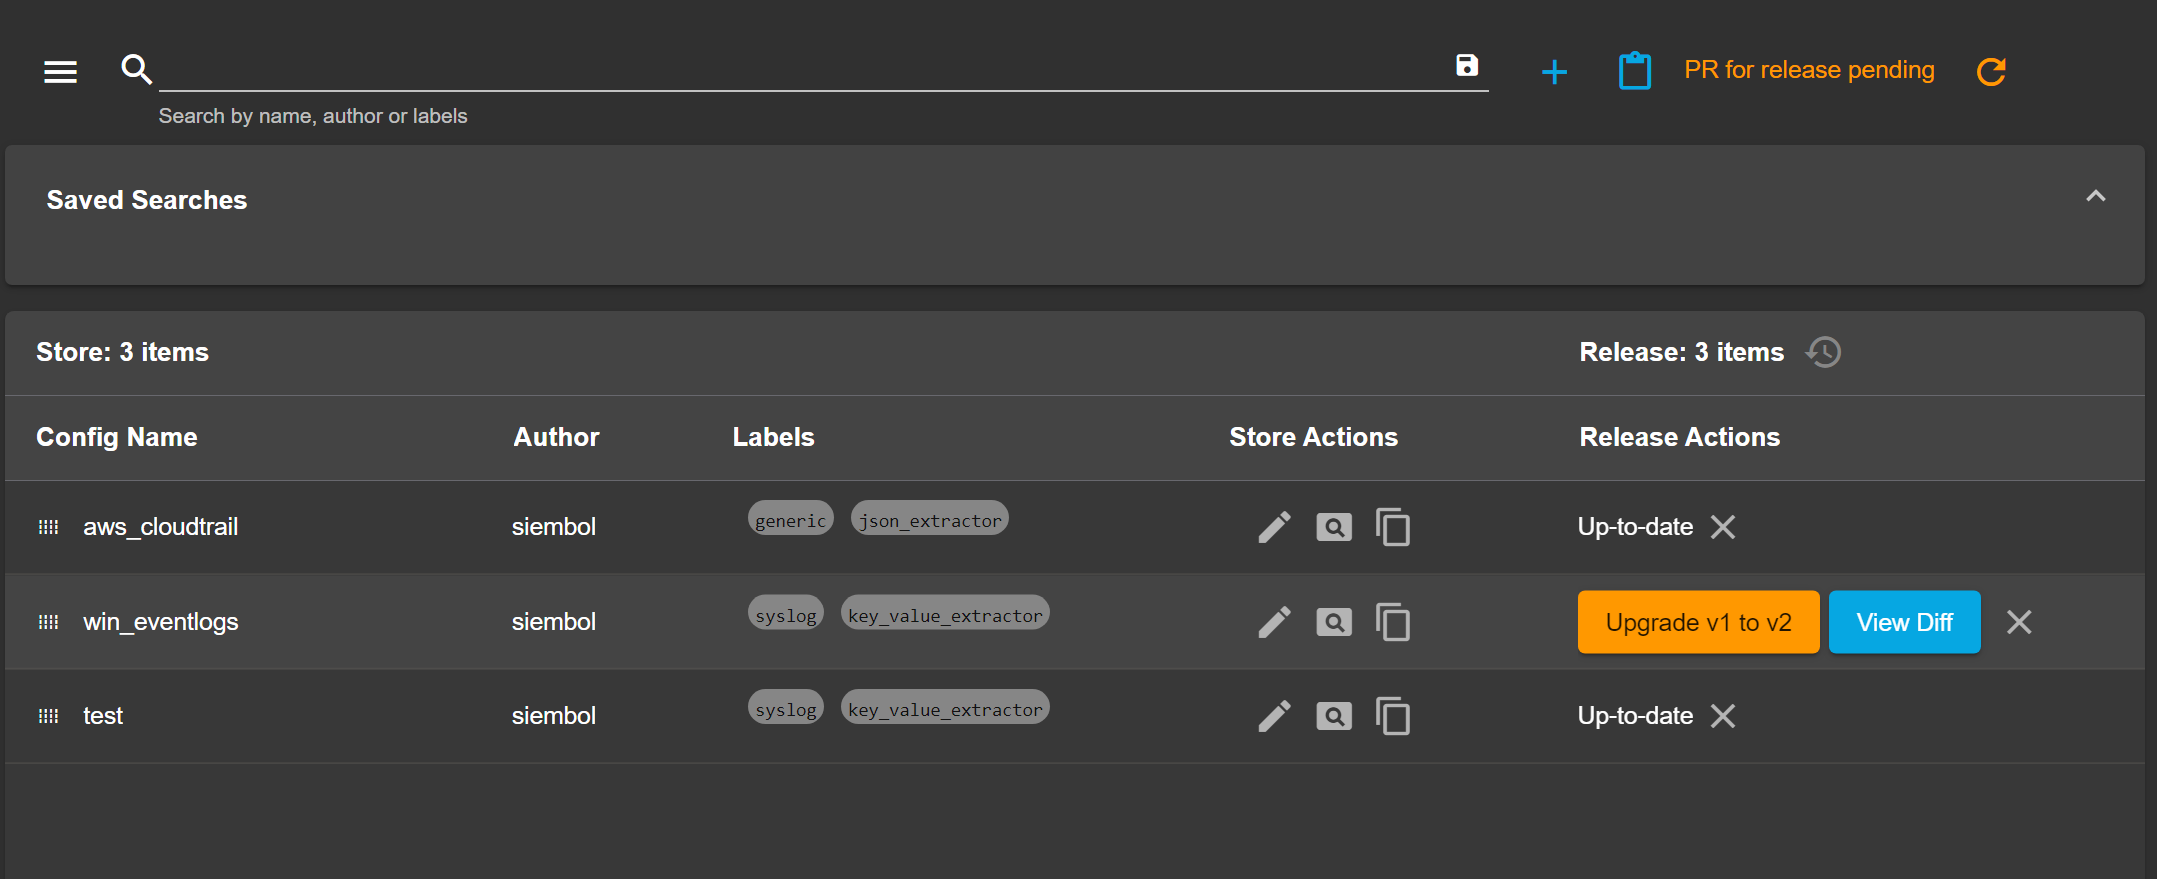 PR for release pending
Search by name, author or labels
Saved Searches
Store: 3 items Release: 3 items
Config Name Author Labels Store Actions Release Actions
aws_cloudtrail siembol generic json_extractor Up-to-date
win_eventlogs siembol syslog key_value_extractor Upgrade v1 to v2 View Diff
test siembol syslog key_value_extractor Up-to-date